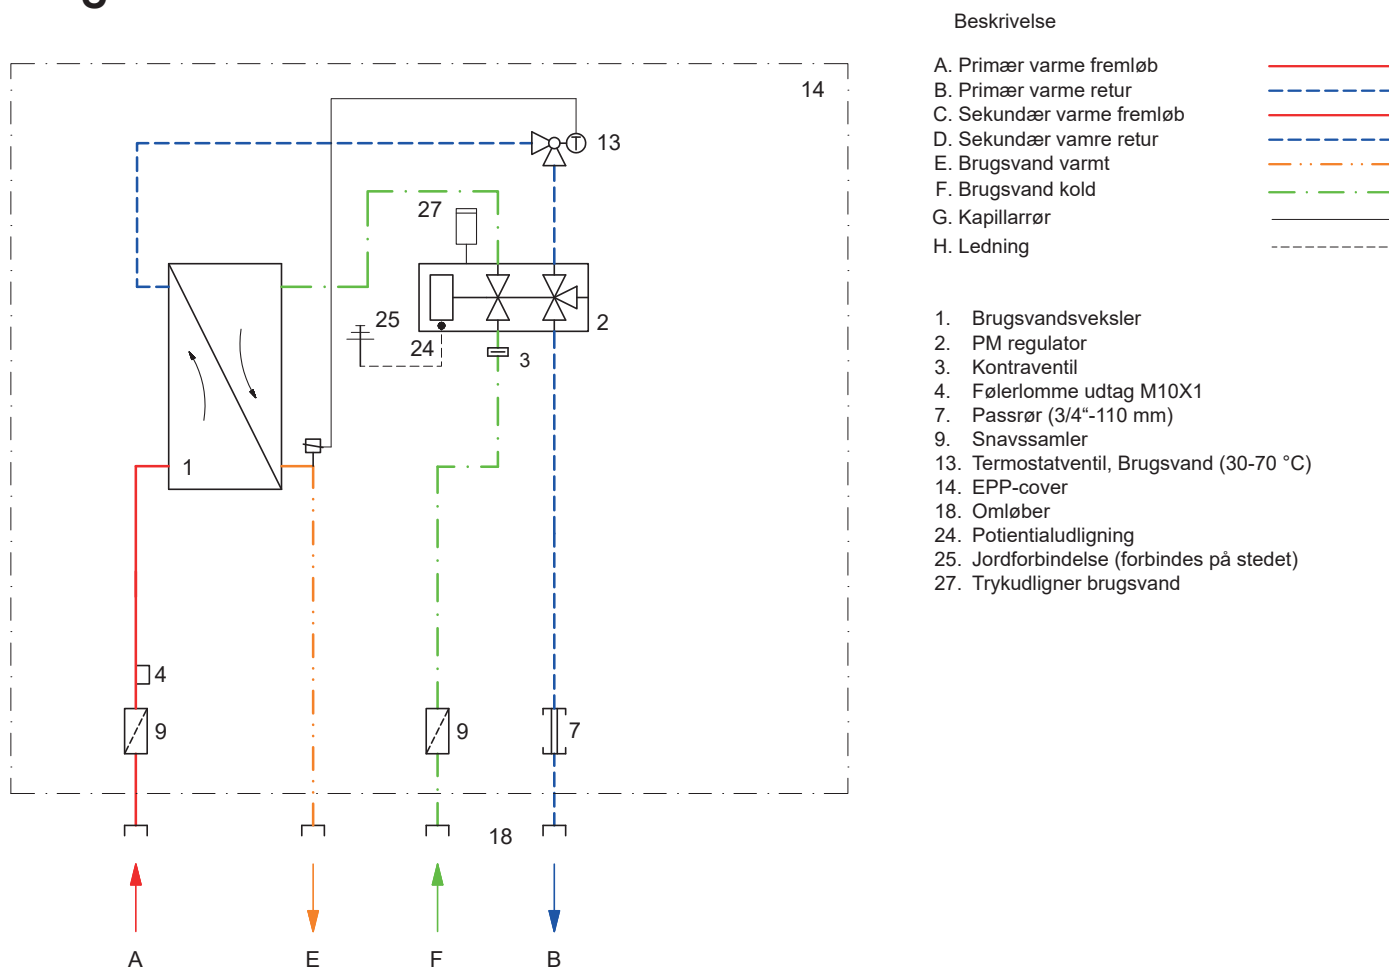 Beskrivelse
A. Primær varme fremløb
B. Primær varme retur
C. Sekundær varme fremløb
D. Sekundær vamre retur
E. Brugsvand varmt
F. Brugsvand kold
G. Kapillarrør
H. Ledning
1. Brugsvandsveksler
2. PM regulator
3. Kontraventil
4. Følerlomme udtag M10X1
7. Passrør (3/4“-110 mm)
9. Snavssamler
13. Termostatventil, Brugsvand (30-70 °C)
14. EPP-cover
18. Omløber
24. Potientialudligning
25. Jordforbindelse (forbindes på stedet)
27. Trykudligner brugsvand
14
T 13
27
25
2
24
3
1
4
9
9
7
18
A
E
F
B